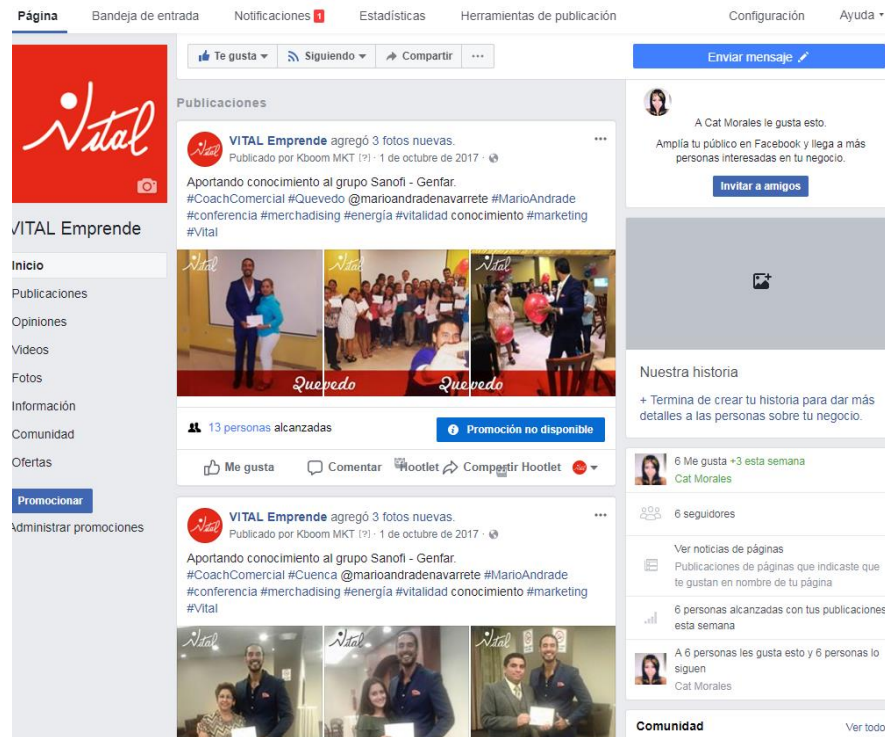 Página Bandeja de entrada Notificaciones 1 Estadísticas Herramientas de publicación Configuración Ayuda
Vital
VITAL Emprende
Inicio
Publicaciones
Opiniones
Videos
Fotos
Información
Comunidad
Ofertas
Promocionar
Administrar promociones
Te gusta Siguiendo Compartir ...
Publicaciones
VITAL Emprende agregó 3 fotos nuevas.
Publicado por Kboom MKT [?] · 1 de octubre de 2017 ·
Aportando conocimiento al grupo Sanofi - Genfar.
#CoachComercial #Quevedo @marioandradenavarrete #MarioAndrade
#conferencia #merchadising #energía #vitalidad conocimiento #marketing
#Vital
Vital Vital Vital
Quevedo Quevedo
13 personas alcanzadas
Promoción no disponible
Me gusta Comentar Hootlet Compartir Hootlet
VITAL Emprende agregó 3 fotos nuevas.
Publicado por Kboom MKT [?] · 1 de octubre de 2017 ·
Aportando conocimiento al grupo Sanofi - Genfar.
#CoachComercial #Cuenca @marioandradenavarrete #MarioAndrade
#conferencia #merchadising #energía #vitalidad conocimiento #marketing
#Vital
Vital Vital Vital
Enviar mensaje
A Cat Morales le gusta esto.
Amplía tu público en Facebook y llega a más
personas interesadas en tu negocio.
Invitar a amigos
Nuestra historia
+ Termina de crear tu historia para dar más
detalles a las personas sobre tu negocio.
6 Me gusta +3 esta semana
Cat Morales
6 seguidores
Ver noticias de páginas
Publicaciones de páginas que indicaste que
te gustan en nombre de tu página
6 personas alcanzadas con tus publicaciones
esta semana
A 6 personas les gusta esto y 6 personas lo
siguen
Cat Morales
Comunidad Ver todo